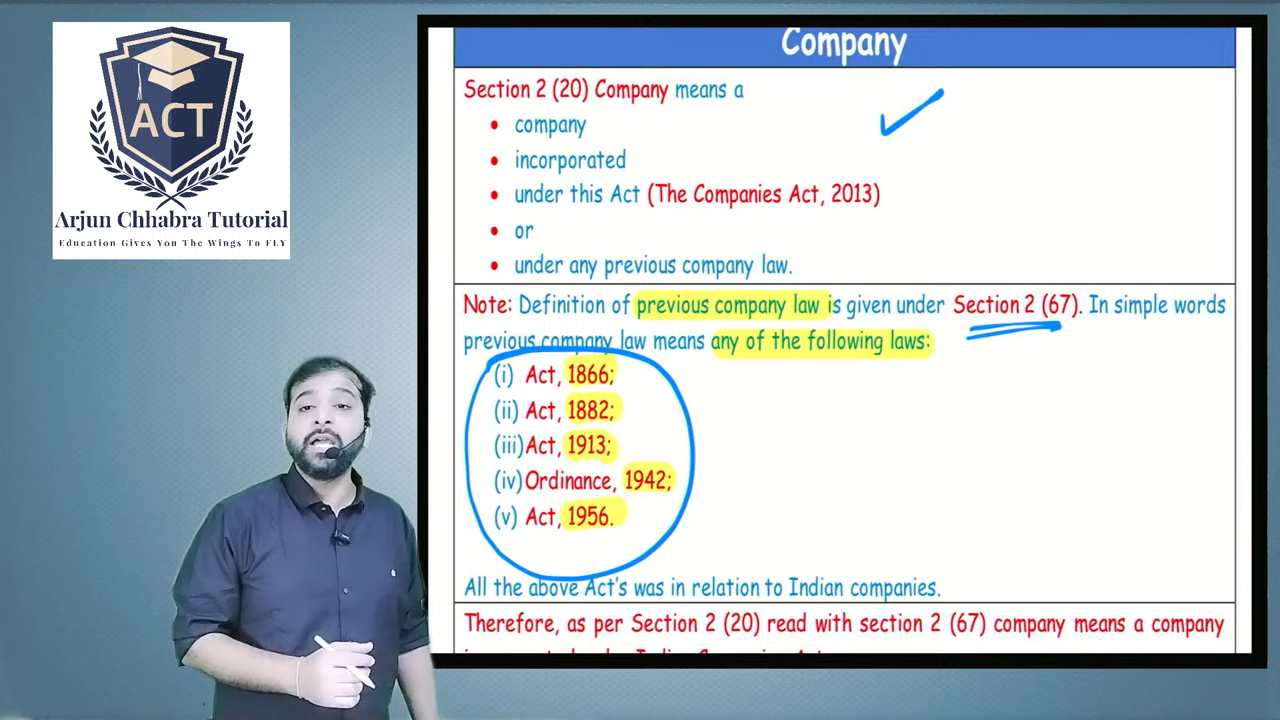 ACT
Arjun Chhabra Tutorial
Education Gives You The Wings To FLY
Company
Section 2 (20) Company means a
• company
• incorporated
• under this Act (The Companies Act, 2013)
• or
• under any previous company law.
Note: Definition of previous company law is given under Section 2 (67). In simple words
previous company law means any of the following laws:
(i) Act, 1866;
(ii) Act, 1882;
(iii) Act, 1913;
(iv) Ordinance, 1942;
(v) Act, 1956.
All the above Act's was in relation to Indian companies.
Therefore, as per Section 2 (20) read with section 2 (67) company means a company